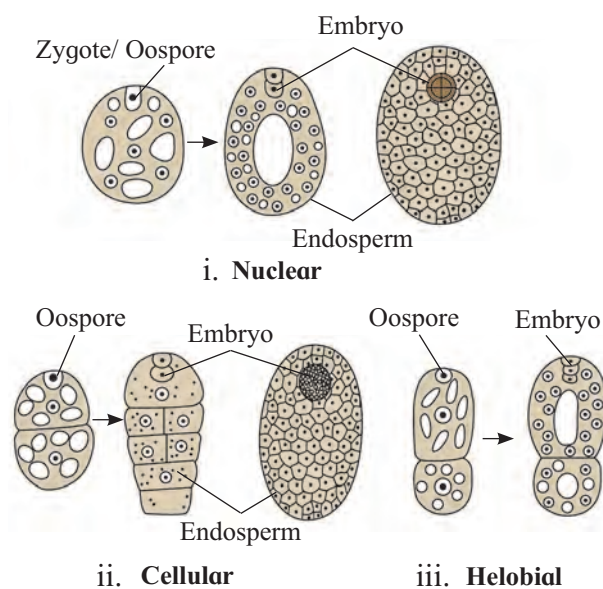 Embryo
Zygote/ Oospore
Endosperm
i. Nuclear
Oospore
Embryo
Oospore
Embryo
Endosperm
ii. Cellular
iii. Helobial